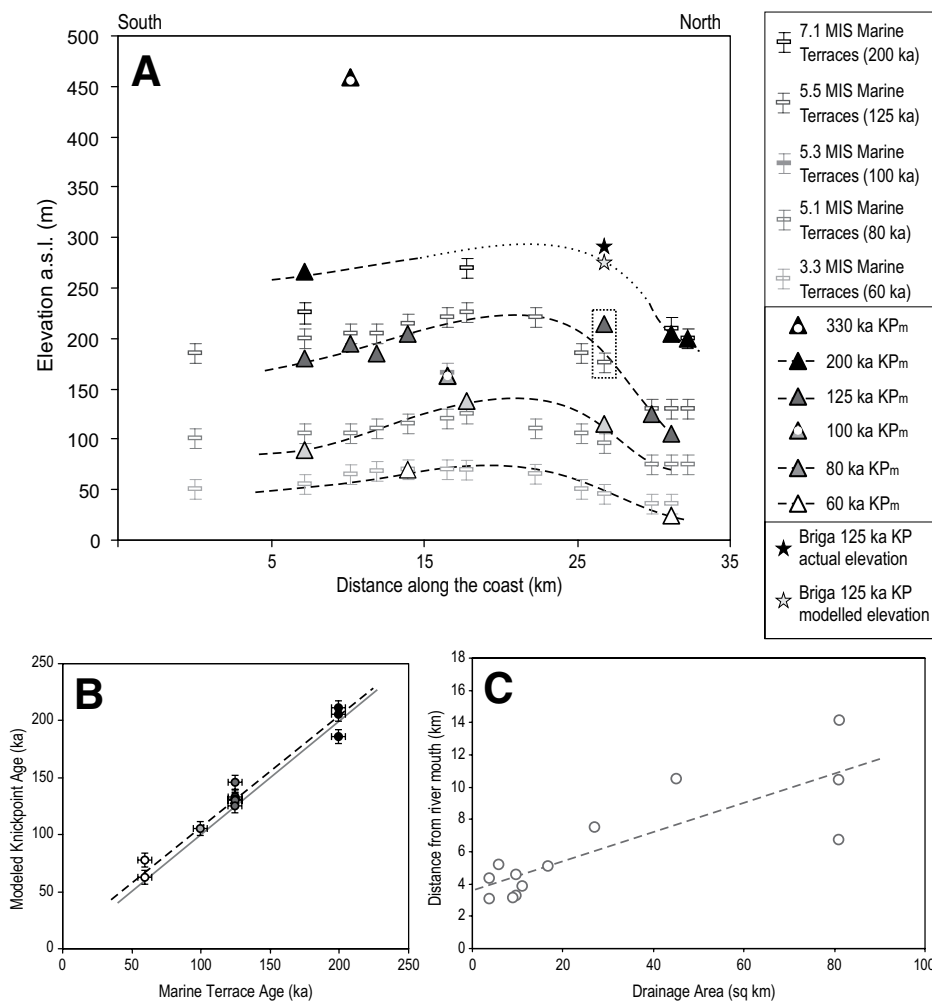 South
North
A
500
450
400
350
300
250
200
150
100
50
0
Elevation a.s.l. (m)
5
15
25
35
Distance along the coast (km)
7.1 MIS Marine
Terraces (200 ka)
5.5 MIS Marine
Terraces (125 ka)
5.3 MIS Marine
Terraces (100 ka)
5.1 MIS Marine
Terraces (80 ka)
3.3 MIS Marine
Terraces (60 ka)
330 ka KPm
200 ka KPm
125 ka KPm
100 ka KPm
80 ka KPm
60 ka KPm
Briga 125 ka KP
actual elevation
Briga 125 ka KP
modelled elevation
B
250
200
150
100
50
0
Modeled Knickpoint Age (ka)
0
50
100
150
200
250
Marine Terrace Age (ka)
C
18
16
14
12
10
8
6
4
2
0
Distance from river mouth (km)
0
20
40
60
80
100
Drainage Area (sq km)